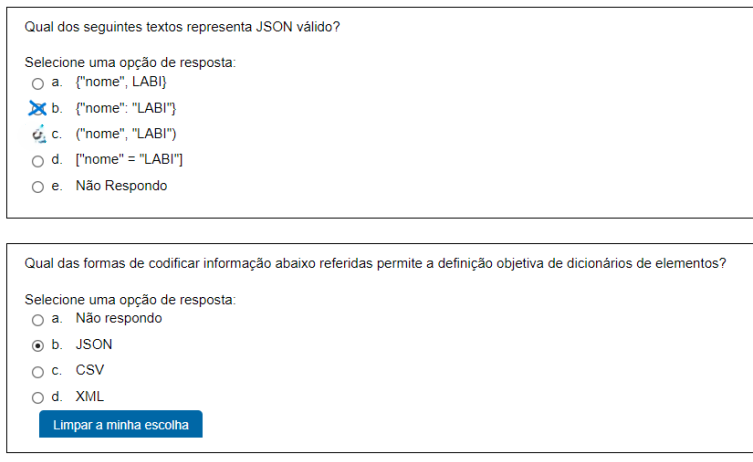 Qual dos seguintes textos representa JSON válido?
Selecione uma opção de resposta:
a. {"nome", LABI}
b. {"nome": "LABI"}
c. ("nome", "LABI")
d. ["nome" = "LABI"]
e. Não Respondo
Qual das formas de codificar informação abaixo referidas permite a definição objetiva de dicionários de elementos?
Selecione uma opção de resposta:
a. Não respondo
b. JSON
c. CSV
d. XML
Limpar a minha escolha